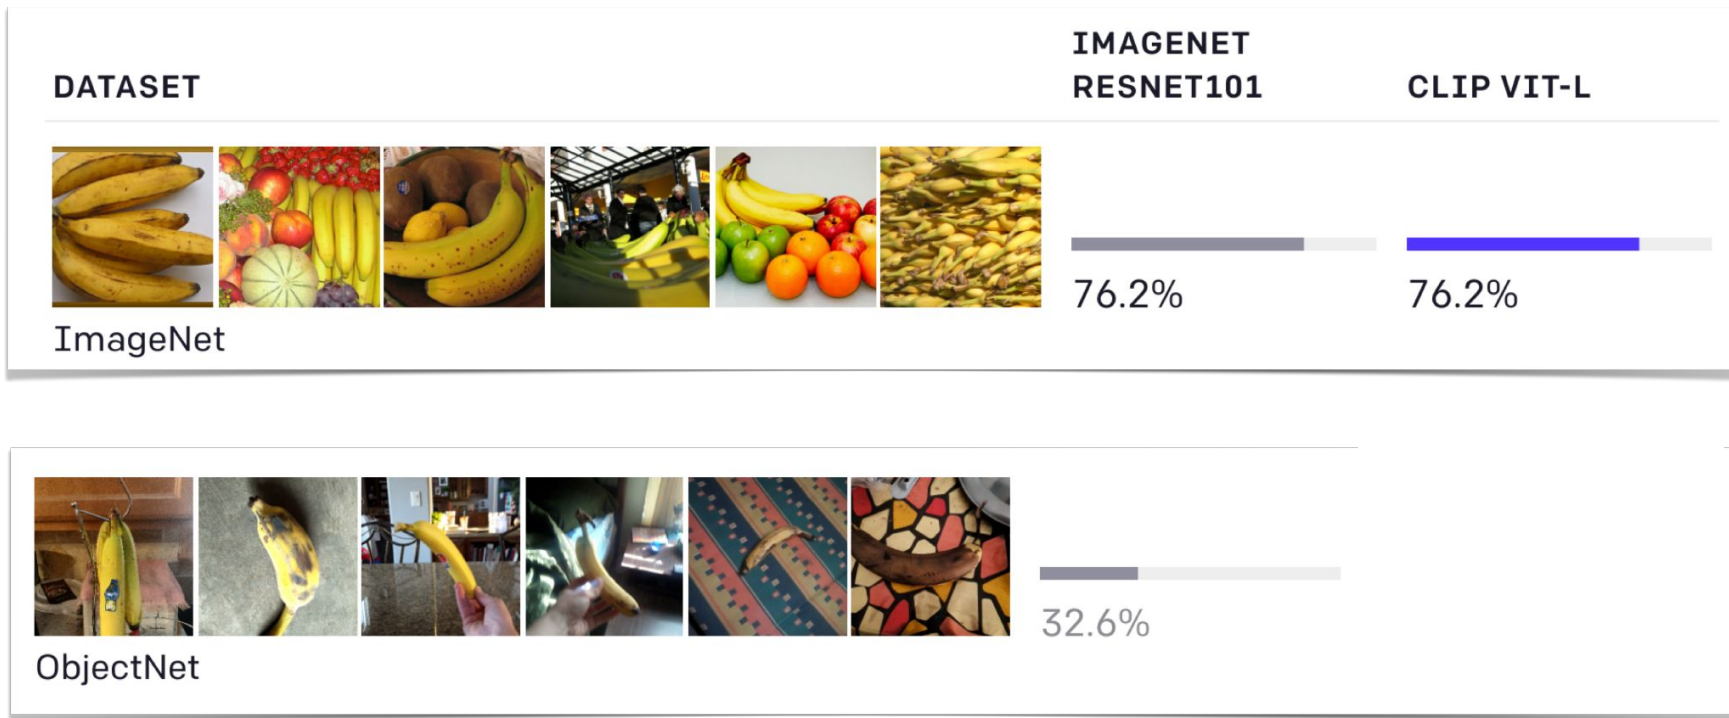 DATASET
IMAGENET
RESNET101
CLIP VIT-L
76.2%
76.2%
ImageNet
32.6%
ObjectNet